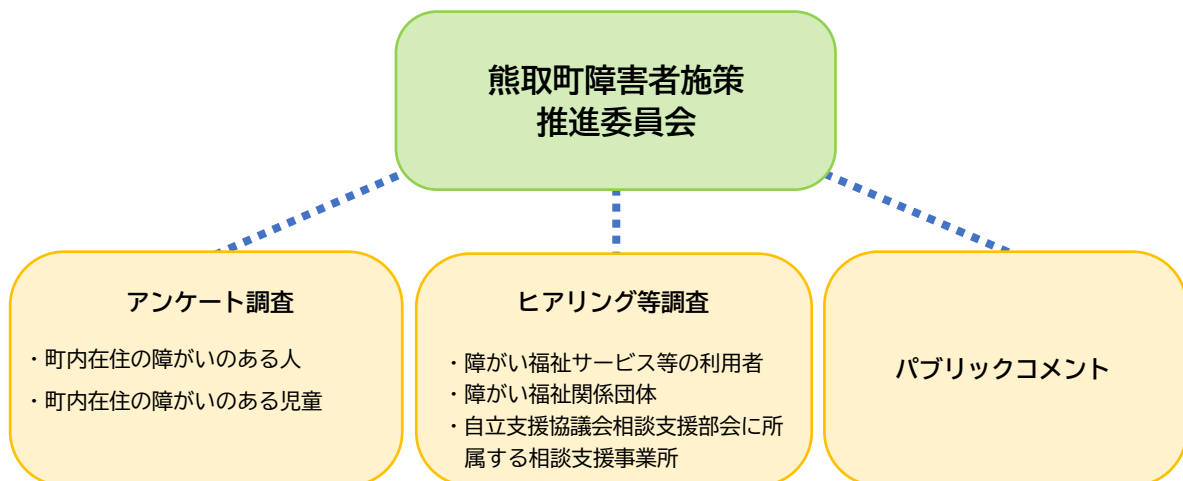 熊取町障害者施策
推進委員会
アンケート調査
・町内在住の障がいのある人
・町内在住の障がいのある児童
ヒアリング等調査
・障がい福祉サービス等の利用者
・障がい福祉関係団体
・自立支援協議会相談支援部会に所
属する相談支援事業所
パブリックコメント